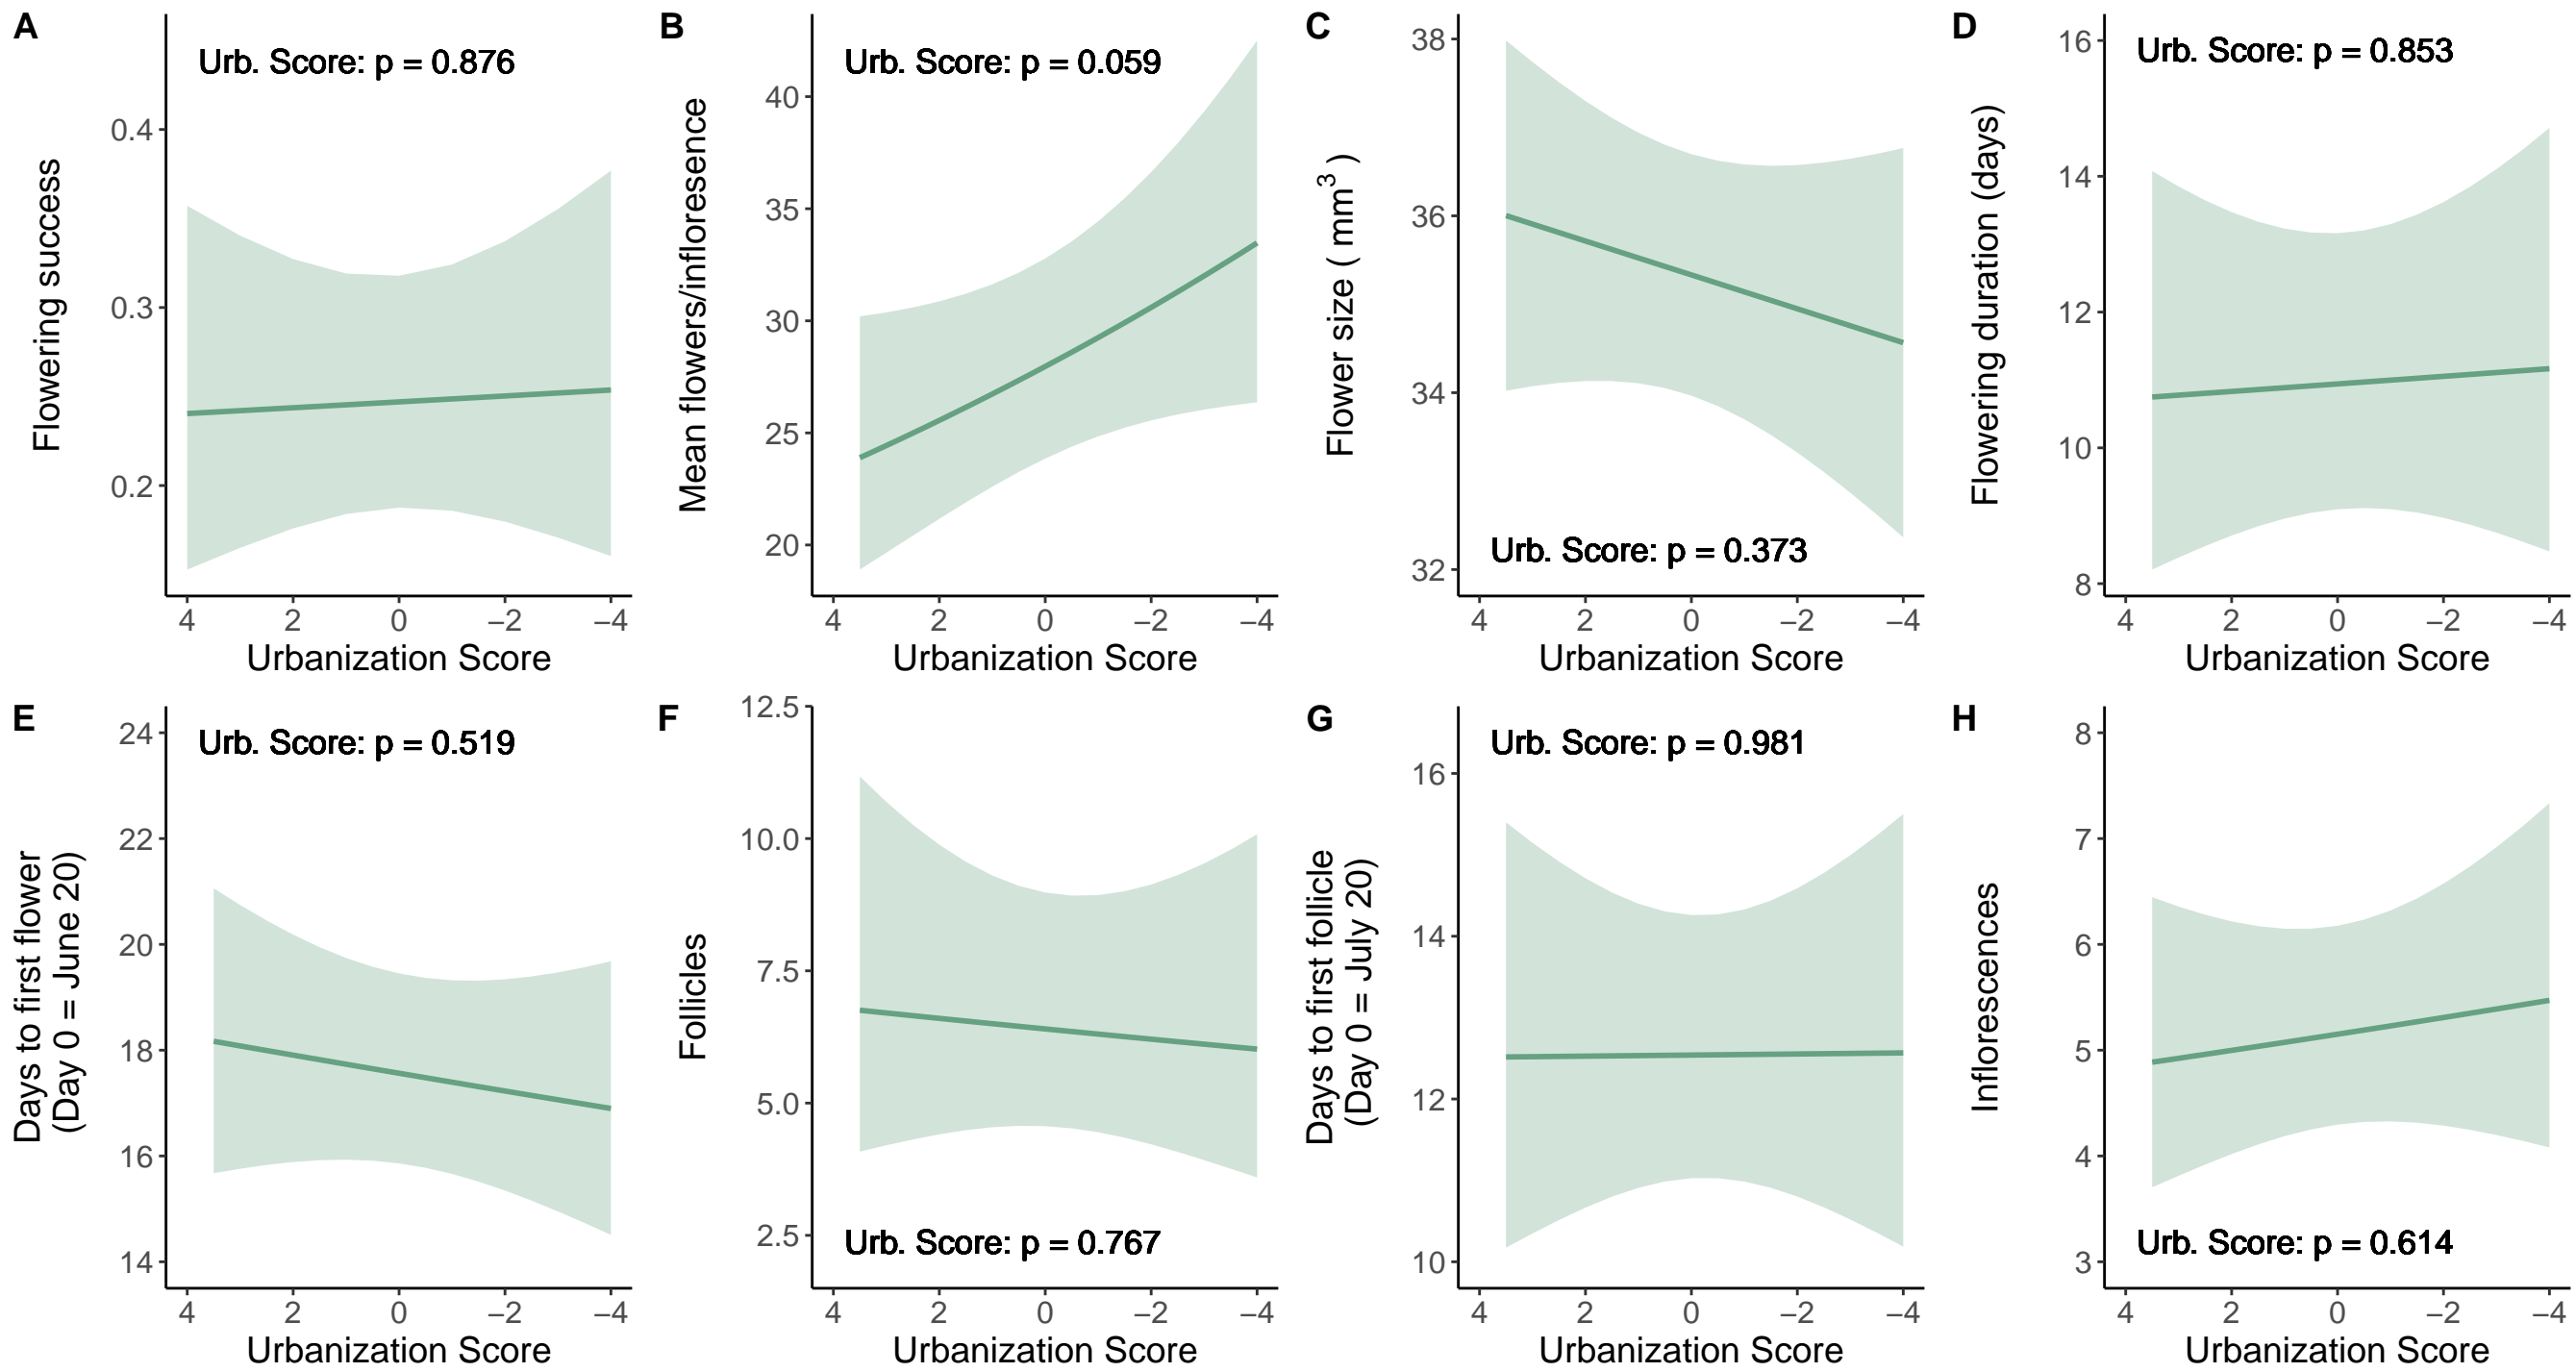 A
Urb. Score: p = 0.876
Flowering success
0.4
0.3
0.2
4 2 0 −2 −4
Urbanization Score
B
Urb. Score: p = 0.059
Mean flowers/infloresence
40
35
30
25
20
4 2 0 −2 −4
Urbanization Score
C
Flower size ( mm³ )
38
36
34
32
Urb. Score: p = 0.373
4 2 0 −2 −4
Urbanization Score
D
Urb. Score: p = 0.853
Flowering duration (days)
16
14
12
10
8
4 2 0 −2 −4
Urbanization Score
E
Urb. Score: p = 0.519
Days to first flower
(Day 0 = June 20)
24
22
20
18
16
14
4 2 0 −2 −4
Urbanization Score
F
Follicles
12.5
10.0
7.5
5.0
2.5
Urb. Score: p = 0.767
4 2 0 −2 −4
Urbanization Score
G
Urb. Score: p = 0.981
Days to first follicle
(Day 0 = July 20)
16
14
12
10
4 2 0 −2 −4
Urbanization Score
H
Inflorescences
8
7
6
5
4
3
Urb. Score: p = 0.614
4 2 0 −2 −4
Urbanization Score